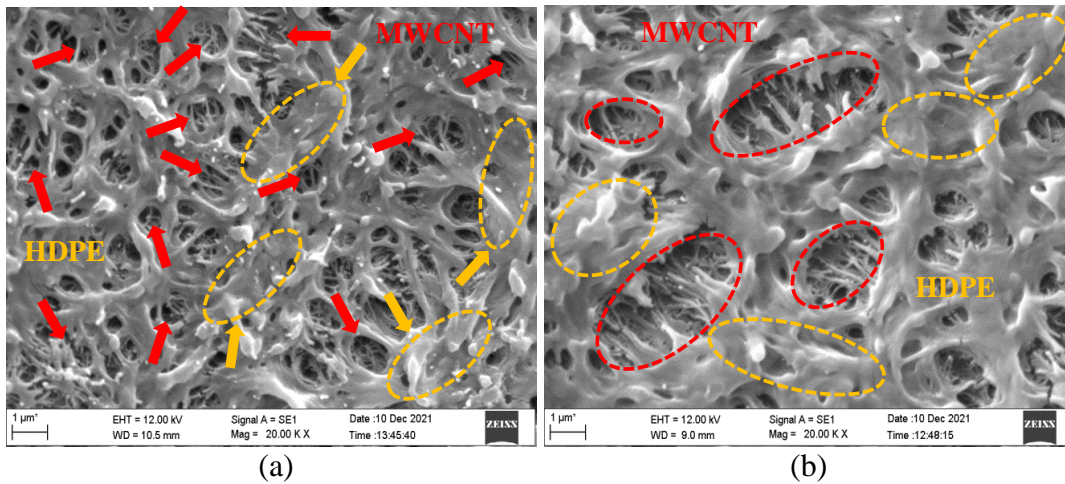 MWCNT
HDPE
1 µm
EHT = 12.00 kV
Signal A = SE1
Date :10 Dec 2021
WD = 10.5 mm
Mag = 20.00 K X
Time :13:45:40
ZEISS
(a)
MWCNT
HDPE
1 µm
EHT = 12.00 kV
Signal A = SE1
Date :10 Dec 2021
WD = 9.0 mm
Mag = 20.00 K X
Time :12:48:15
ZEISS
(b)